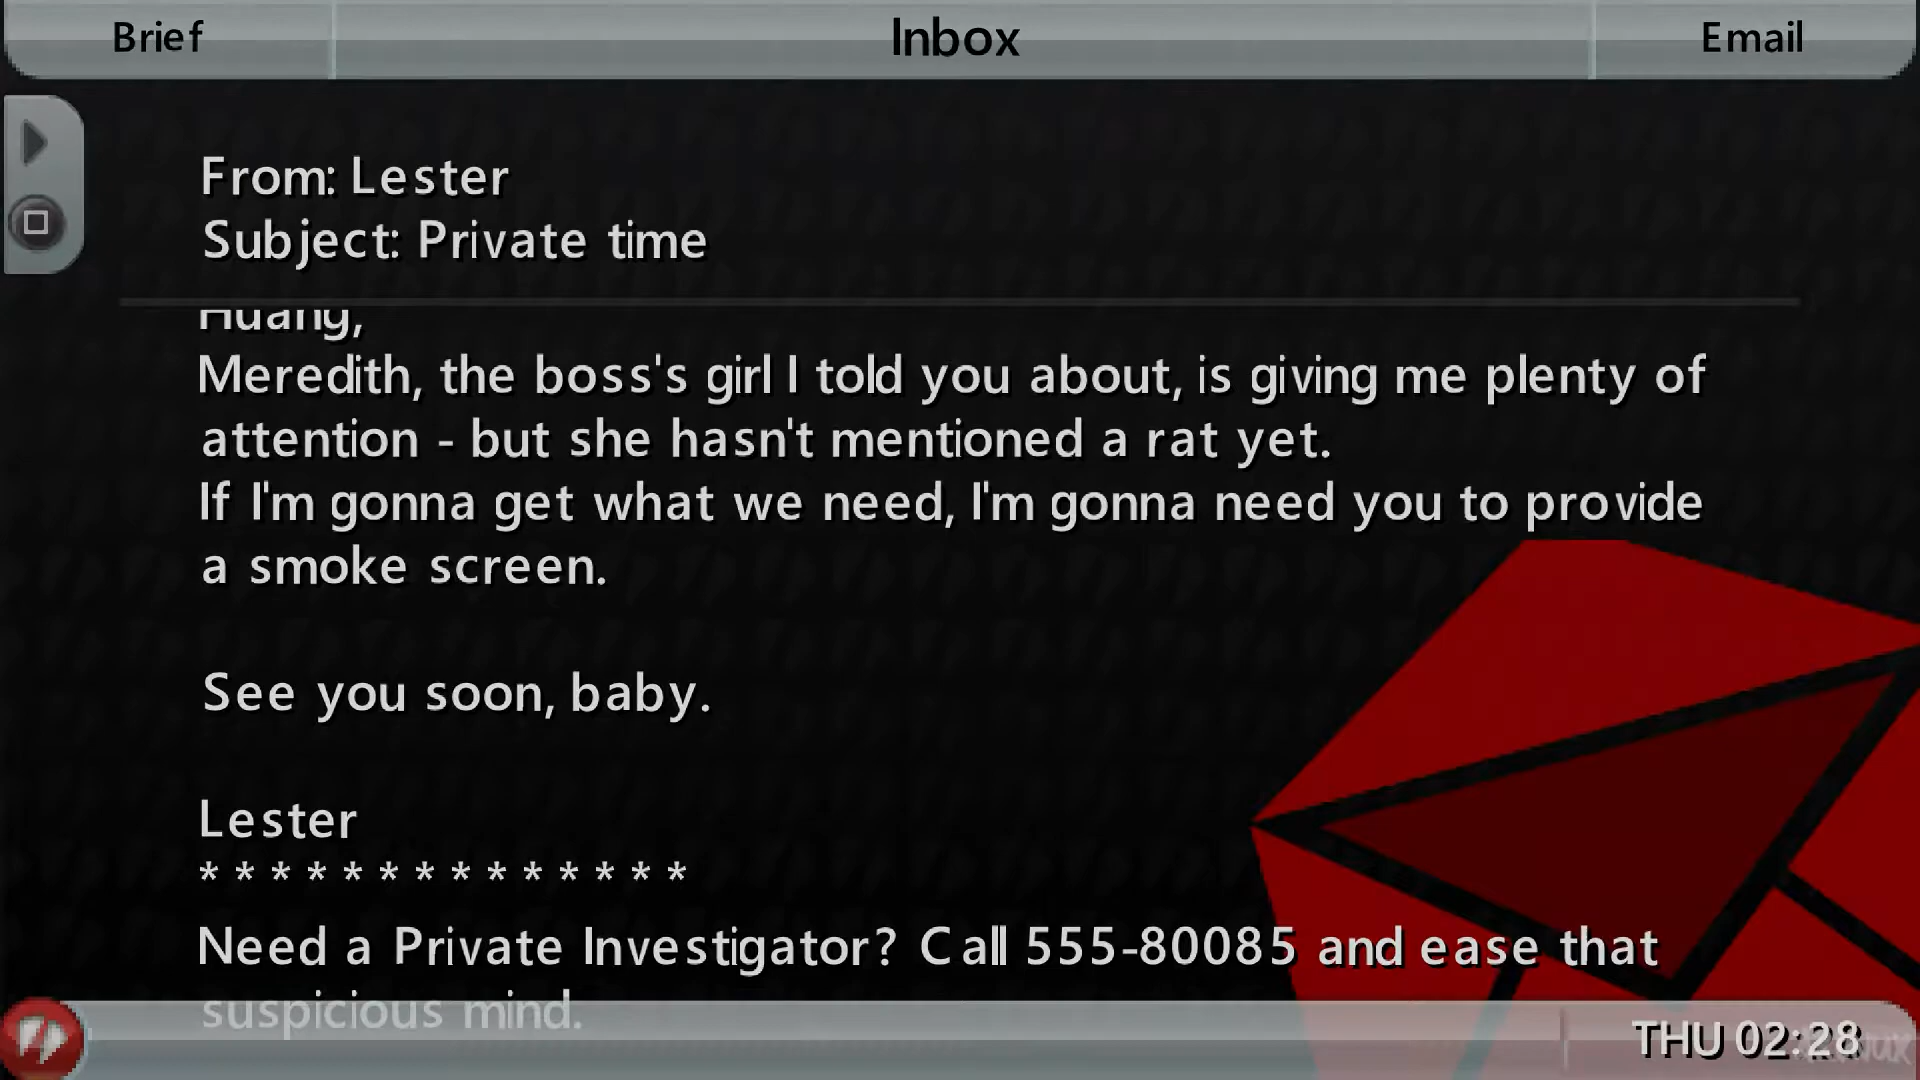 Brief
Inbox
Email
From: Lester
Subject: Private time
Huang,
Meredith, the boss's girl I told you about, is giving me plenty of
attention - but she hasn't mentioned a rat yet.
If I'm gonna get what we need, I'm gonna need you to provide
a smoke screen.
See you soon, baby.
Lester
**************
Need a Private Investigator? Call 555-80085 and ease that
suspicious mind.
THU 02:28